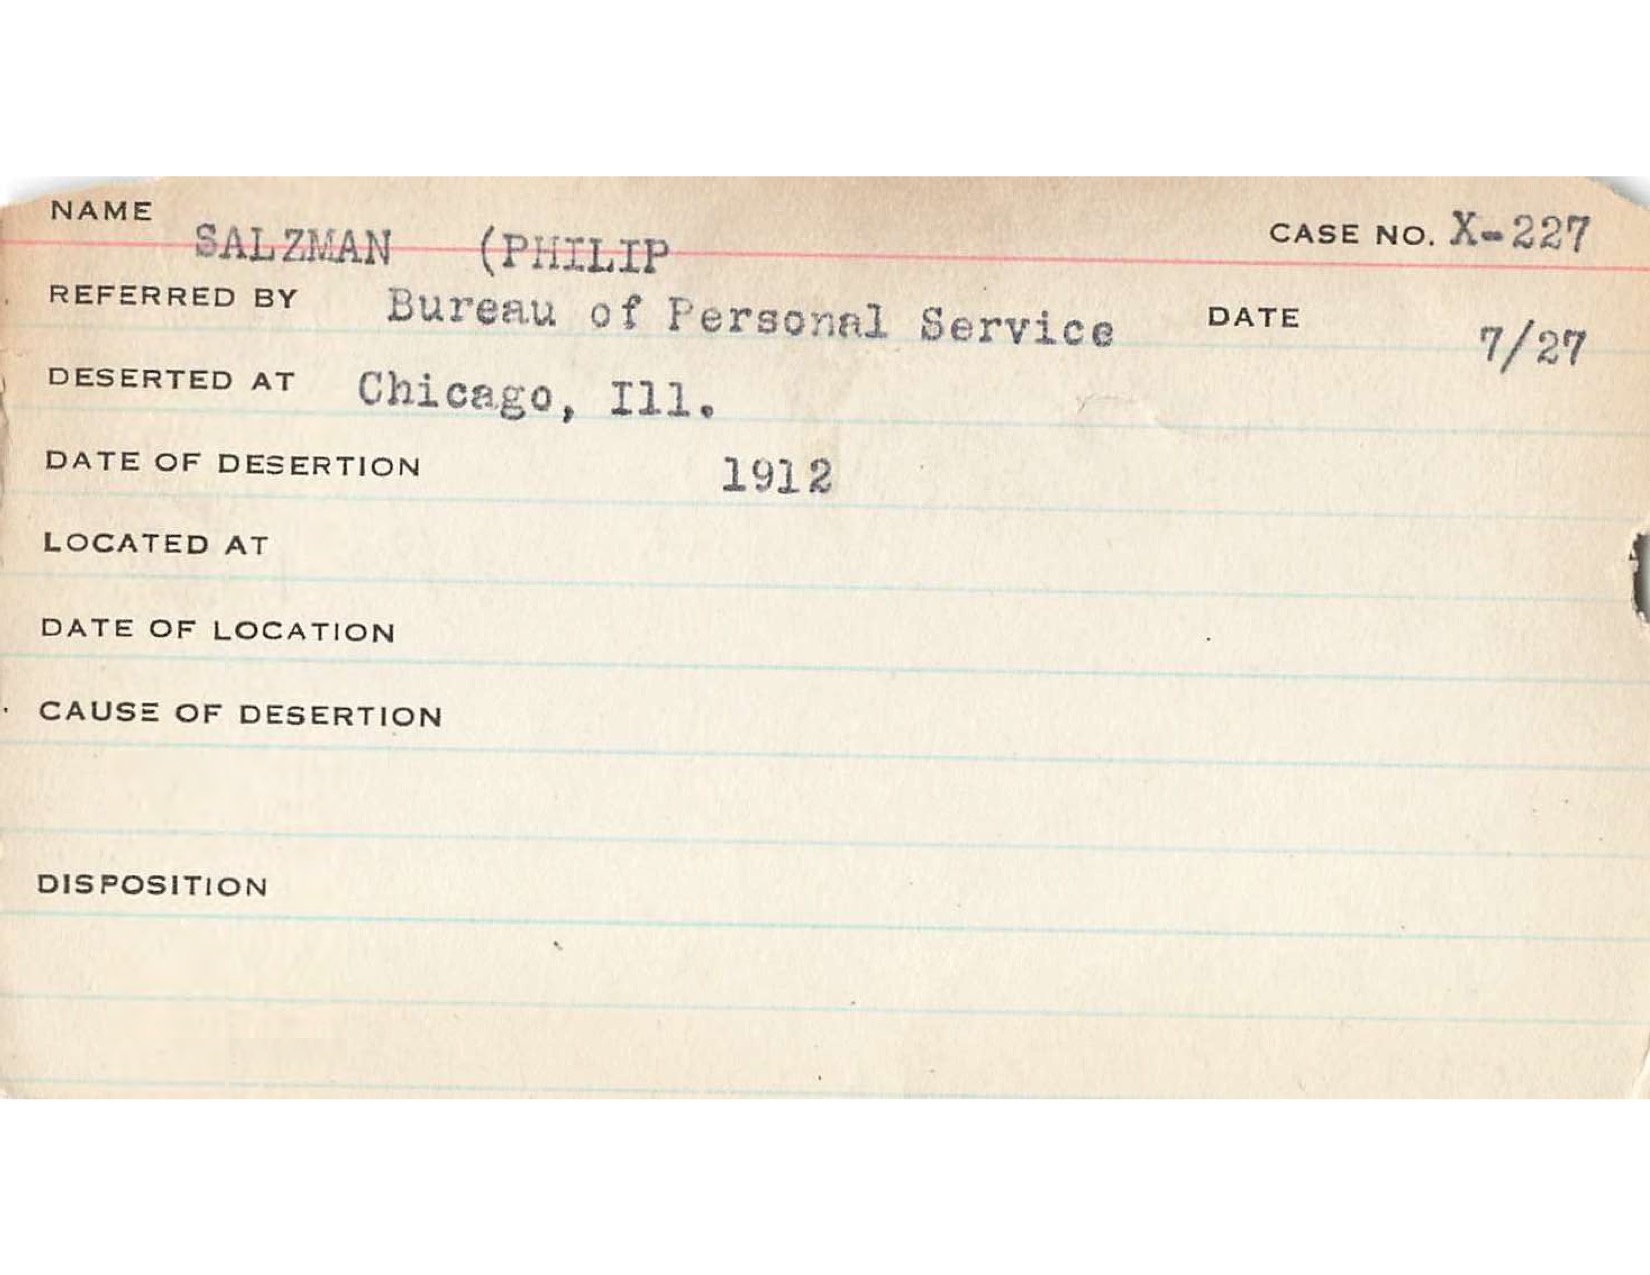 NAME SALZMAN (PHILIP CASE NO. X-227
REFERRED BY Bureau of Personal Service DATE 7/27
DESERTED AT Chicago, Ill.
DATE OF DESERTION 1912
LOCATED AT
DATE OF LOCATION
CAUSE OF DESERTION
DISPOSITION